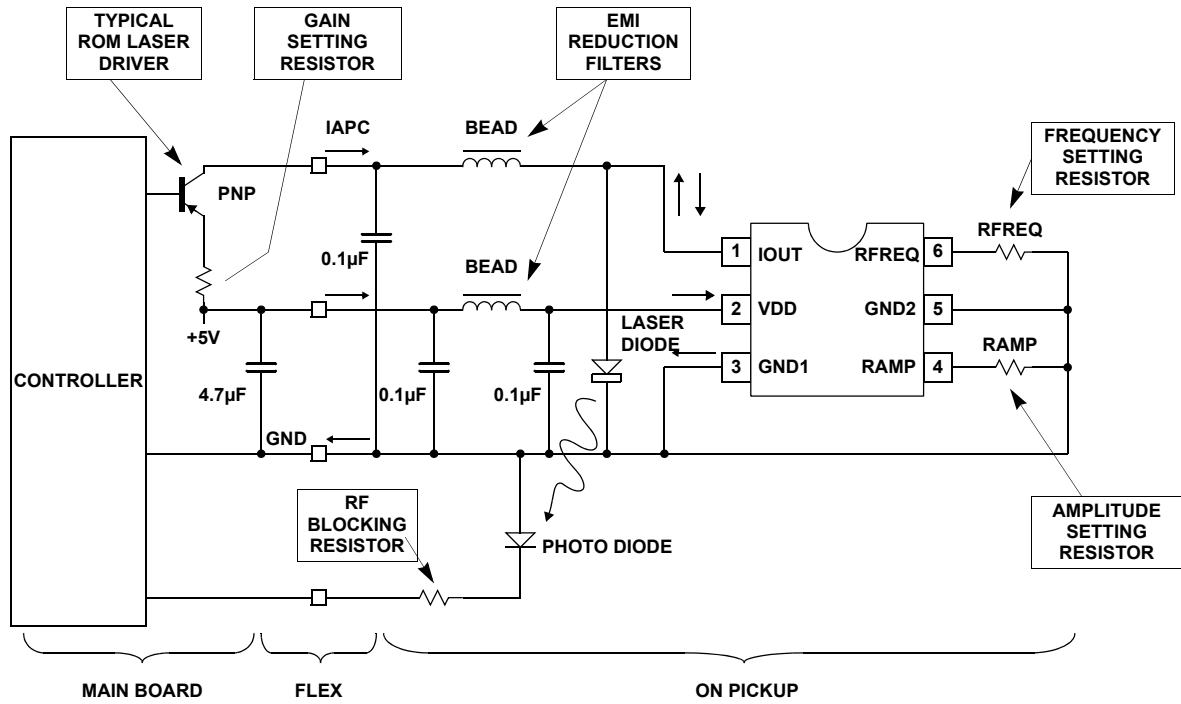 TYPICAL
ROM LASER
DRIVER
GAIN
SETTING
RESISTOR
EMI
REDUCTION
FILTERS
IAPC
BEAD
FREQUENCY
SETTING
RESISTOR
PNP
0.1µF
BEAD
1
IOUT
RFREQ
6
RFREQ
2
VDD
GND2
5
+5V
LASER
DIODE
3
GND1
RAMP
4
RAMP
CONTROLLER
4.7µF
0.1µF
0.1µF
GND
RF
BLOCKING
RESISTOR
PHOTO DIODE
AMPLITUDE
SETTING
RESISTOR
MAIN BOARD
FLEX
ON PICKUP